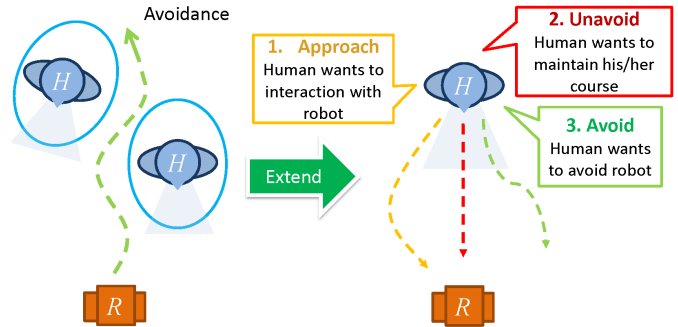 Avoidance
H
H
R
Extend
1. Approach
Human wants to
interaction with
robot
2. Unavoid
Human wants to
maintain his/her
course
H
3. Avoid
Human wants
to avoid robot
R